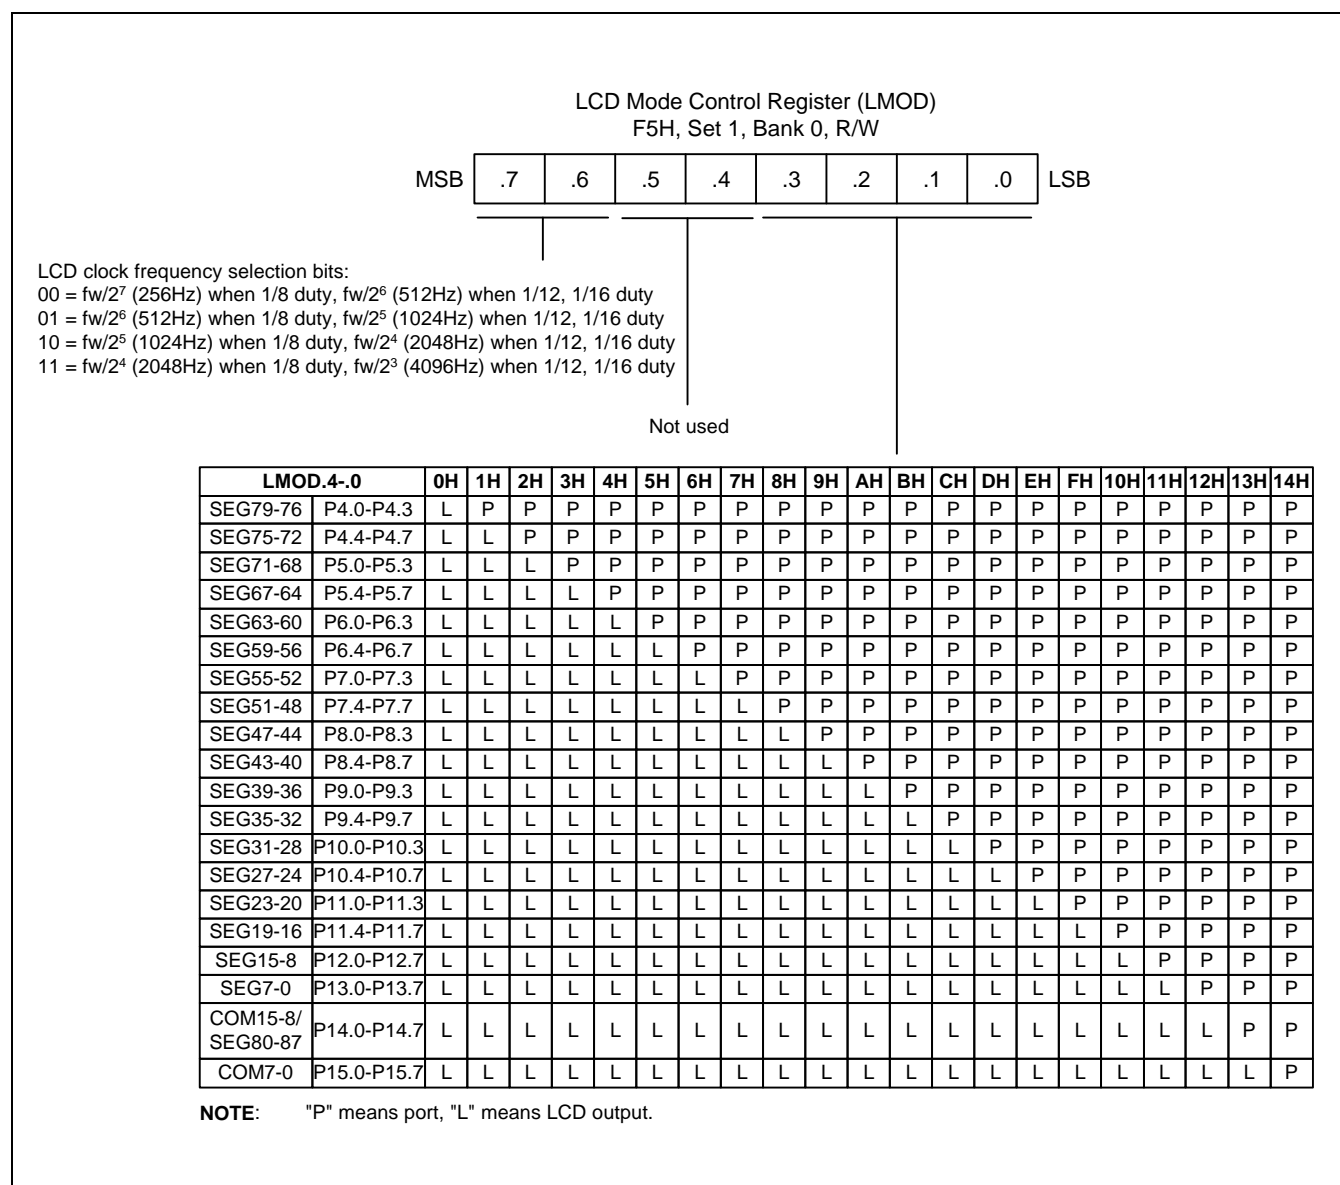 LCD Mode Control Register (LMOD)
F5H, Set 1, Bank 0, R/W
MSB .7 .6 .5 .4 .3 .2 .1 .0 LSB
LCD clock frequency selection bits:
00 = fw/2⁷ (256Hz) when 1/8 duty, fw/2⁶ (512Hz) when 1/12, 1/16 duty
01 = fw/2⁶ (512Hz) when 1/8 duty, fw/2⁵ (1024Hz) when 1/12, 1/16 duty
10 = fw/2⁵ (1024Hz) when 1/8 duty, fw/2⁴ (2048Hz) when 1/12, 1/16 duty
11 = fw/2⁴ (2048Hz) when 1/8 duty, fw/2³ (4096Hz) when 1/12, 1/16 duty
Not used
LMOD.4-.0 0H 1H 2H 3H 4H 5H 6H 7H 8H 9H AH BH CH DH EH FH 10H 11H 12H 13H 14H
SEG79-76 P4.0-P4.3 L P P P P P P P P P P P P P P P P P P P P
SEG75-72 P4.4-P4.7 L L P P P P P P P P P P P P P P P P P P P
SEG71-68 P5.0-P5.3 L L L P P P P P P P P P P P P P P P P P P
SEG67-64 P5.4-P5.7 L L L L P P P P P P P P P P P P P P P P P
SEG63-60 P6.0-P6.3 L L L L L P P P P P P P P P P P P P P P P
SEG59-56 P6.4-P6.7 L L L L L L P P P P P P P P P P P P P P P
SEG55-52 P7.0-P7.3 L L L L L L L P P P P P P P P P P P P P P
SEG51-48 P7.4-P7.7 L L L L L L L L P P P P P P P P P P P P P
SEG47-44 P8.0-P8.3 L L L L L L L L L P P P P P P P P P P P P
SEG43-40 P8.4-P8.7 L L L L L L L L L L P P P P P P P P P P P
SEG39-36 P9.0-P9.3 L L L L L L L L L L L P P P P P P P P P P
SEG35-32 P9.4-P9.7 L L L L L L L L L L L L P P P P P P P P P
SEG31-28 P10.0-P10.3 L L L L L L L L L L L L L P P P P P P P P
SEG27-24 P10.4-P10.7 L L L L L L L L L L L L L L P P P P P P P
SEG23-20 P11.0-P11.3 L L L L L L L L L L L L L L L P P P P P P
SEG19-16 P11.4-P11.7 L L L L L L L L L L L L L L L L P P P P P
SEG15-8 P12.0-P12.7 L L L L L L L L L L L L L L L L L P P P P
SEG7-0 P13.0-P13.7 L L L L L L L L L L L L L L L L L L P P P
COM15-8/
SEG80-87 P14.0-P14.7 L L L L L L L L L L L L L L L L L L L P P
COM7-0 P15.0-P15.7 L L L L L L L L L L L L L L L L L L L L P
NOTE: "P" means port, "L" means LCD output.